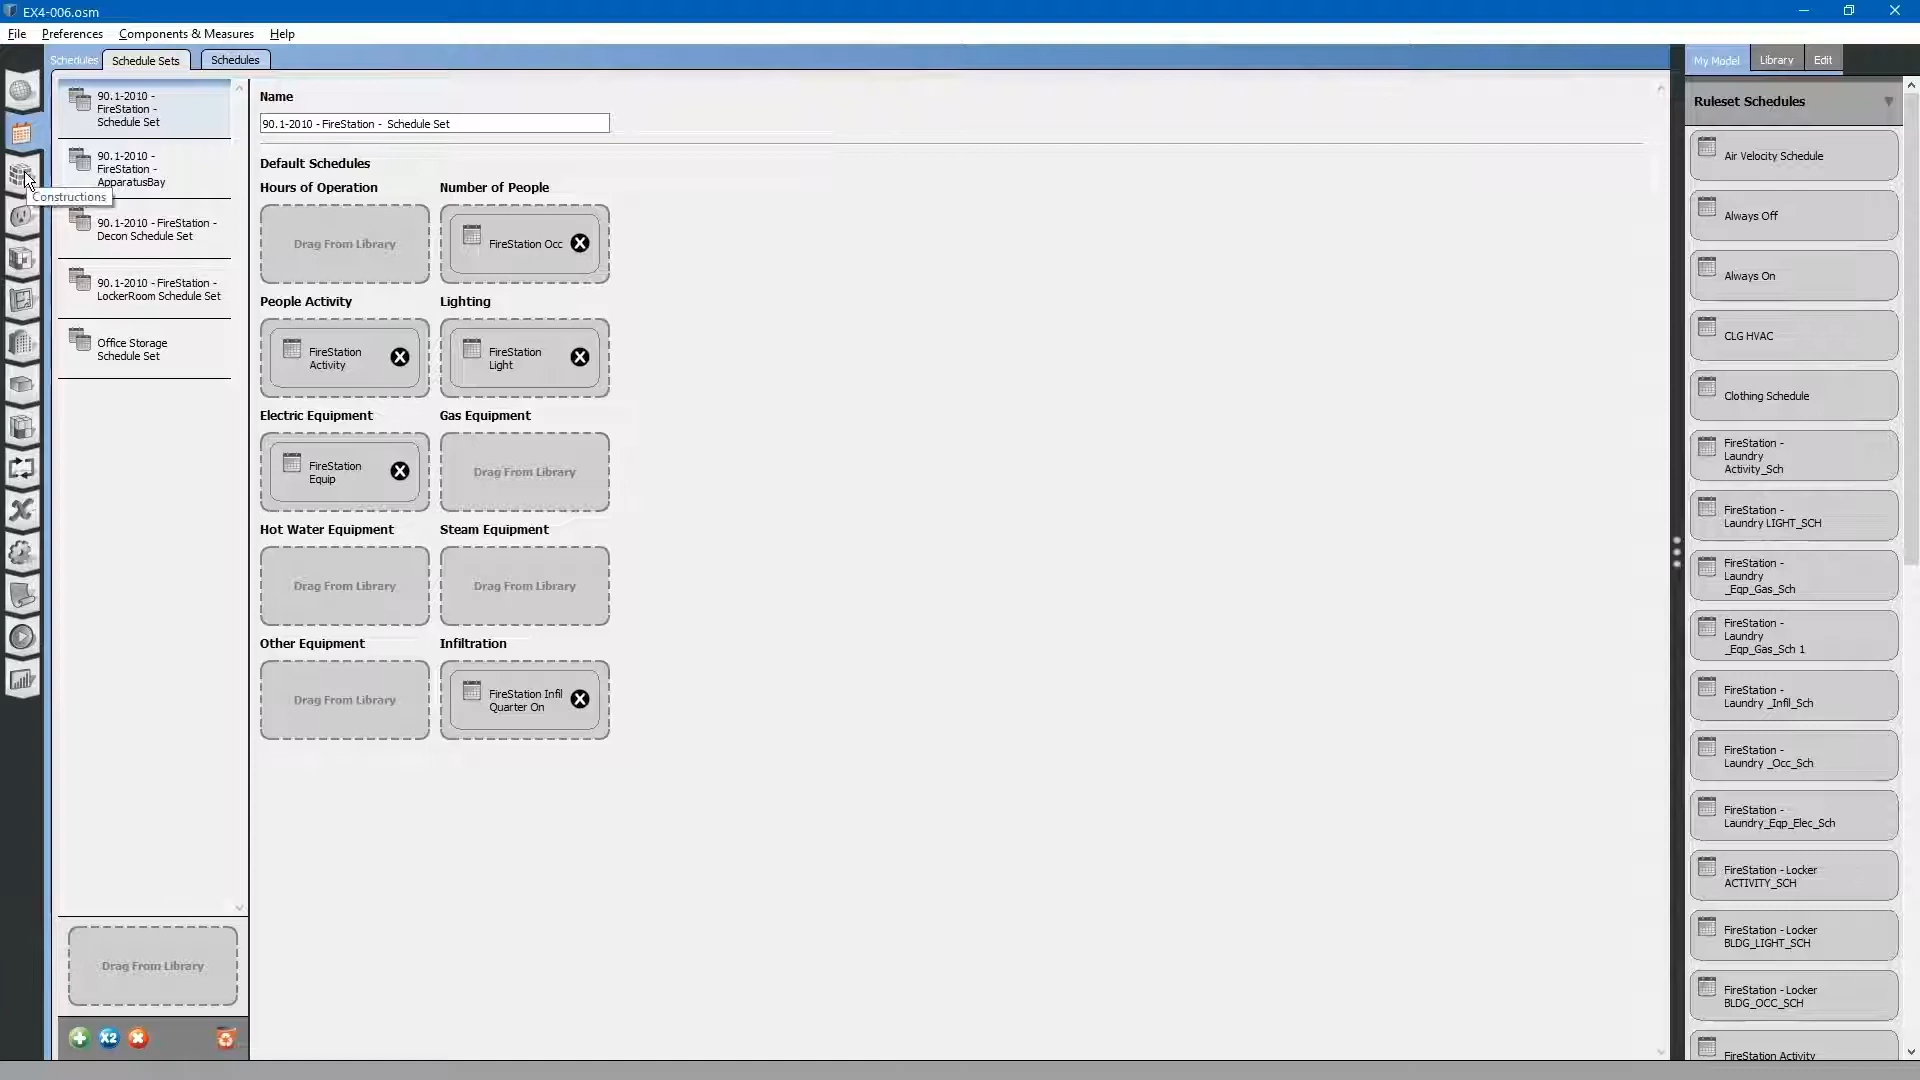 EX4-006.osm
File Preferences Components & Measures Help
Schedules Schedule Sets Schedules
My Model Library Edit
90.1-2010 -
FireStation -
Schedule Set
90.1-2010 -
FireStation -
ApparatusBay
Constructions
90.1-2010 - FireStation -
Decon Schedule Set
90.1-2010 - FireStation -
LockerRoom Schedule Set
Office Storage
Schedule Set
Drag From Library
X2
Name
90.1-2010 - FireStation - Schedule Set
Default Schedules
Hours of Operation
Number of People
Drag From Library
FireStation Occ
People Activity
Lighting
FireStation
Activity
FireStation
Light
Electric Equipment
Gas Equipment
FireStation
Equip
Drag From Library
Hot Water Equipment
Steam Equipment
Drag From Library
Drag From Library
Other Equipment
Infiltration
Drag From Library
FireStation Infil
Quarter On
Ruleset Schedules
Air Velocity Schedule
Always Off
Always On
CLG HVAC
Clothing Schedule
FireStation -
Laundry
Activity_Sch
FireStation -
Laundry LIGHT_SCH
FireStation -
Laundry
_Eqp_Gas_Sch
FireStation -
Laundry
_Eqp_Gas_Sch 1
FireStation -
Laundry _Infil_Sch
FireStation -
Laundry _Occ_Sch
FireStation -
Laundry_Eqp_Elec_Sch
FireStation - Locker
ACTIVITY_SCH
FireStation - Locker
BLDG_LIGHT_SCH
FireStation - Locker
BLDG_OCC_SCH
FireStation Activity